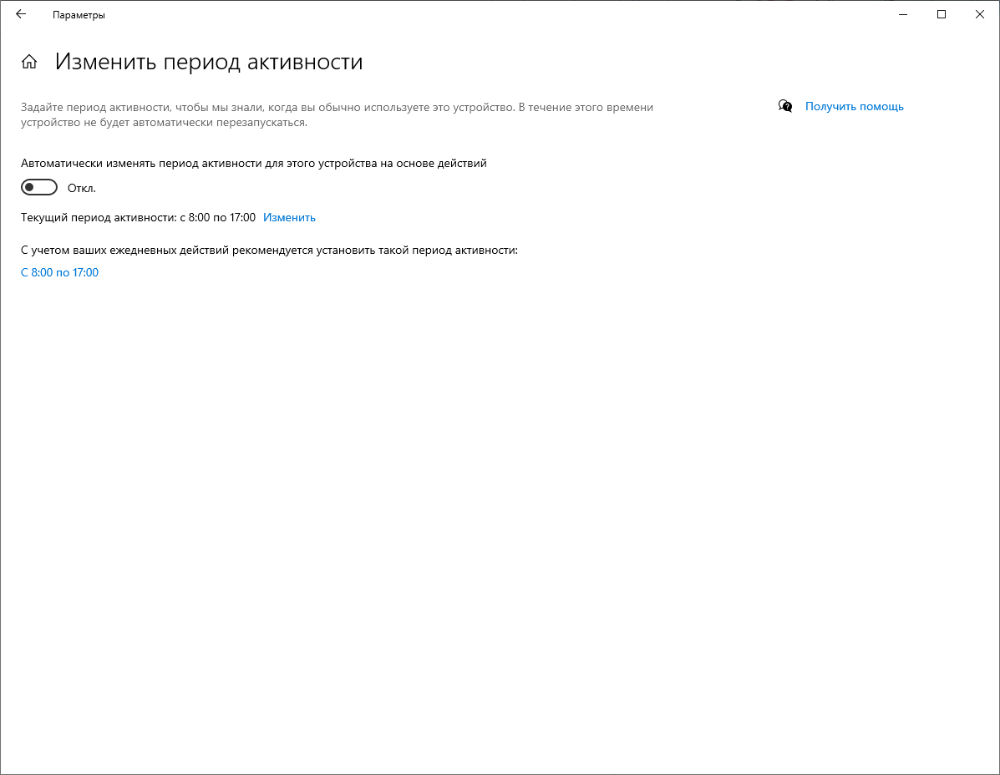 Параметры
Изменить период активности
Задайте период активности, чтобы мы знали, когда вы обычно используете это устройство. В течение этого времени
устройство не будет автоматически перезапускаться.
Получить помощь
Автоматически изменять период активности для этого устройства на основе действий
Откл.
Текущий период активности: с 8:00 по 17:00 Изменить
С учетом ваших ежедневных действий рекомендуется установить такой период активности:
С 8:00 по 17:00